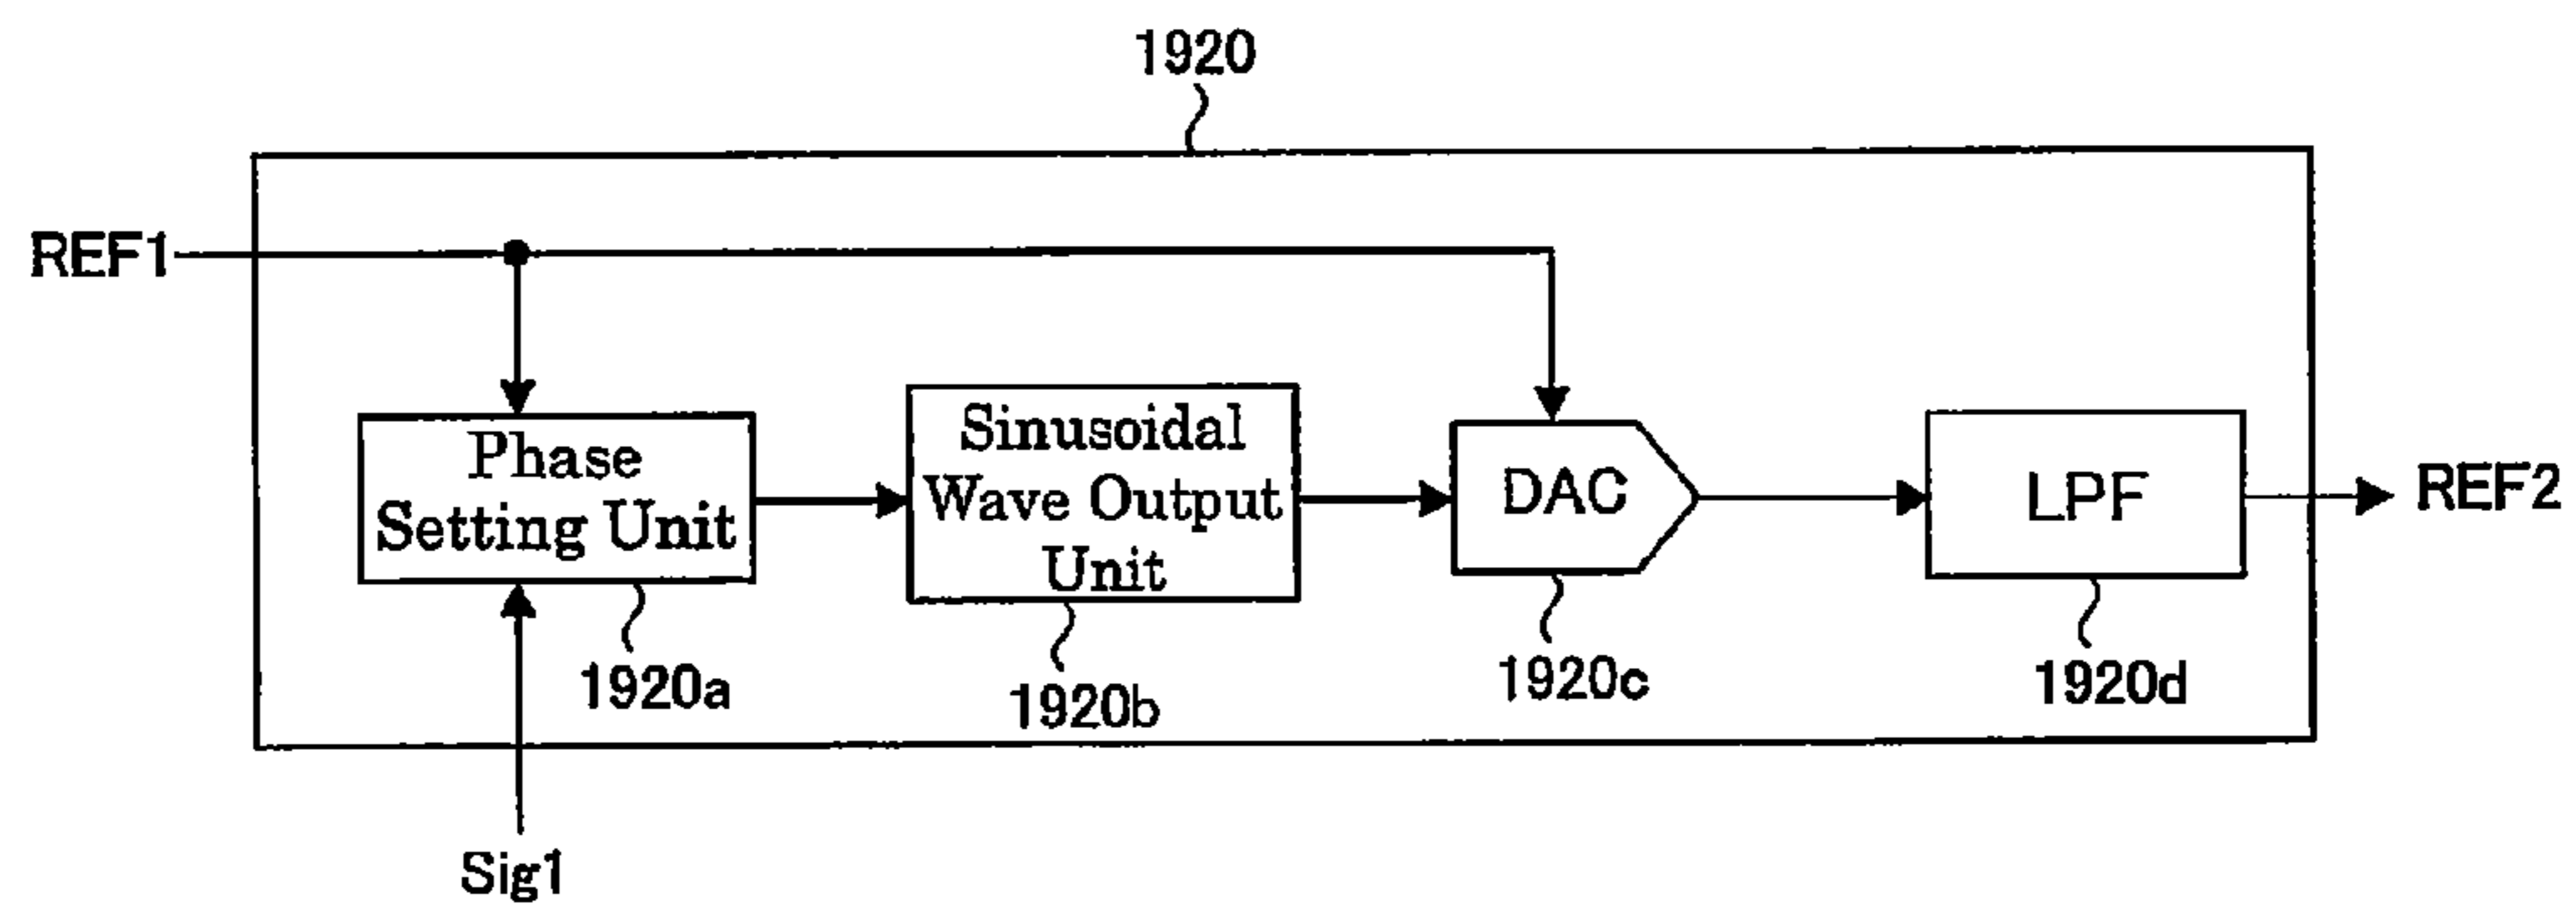 1920
REF1
Phase
Setting Unit
Sinusoidal
Wave Output
Unit
DAC
LPF
REF2
1920a
1920b
1920c
1920d
Sig1